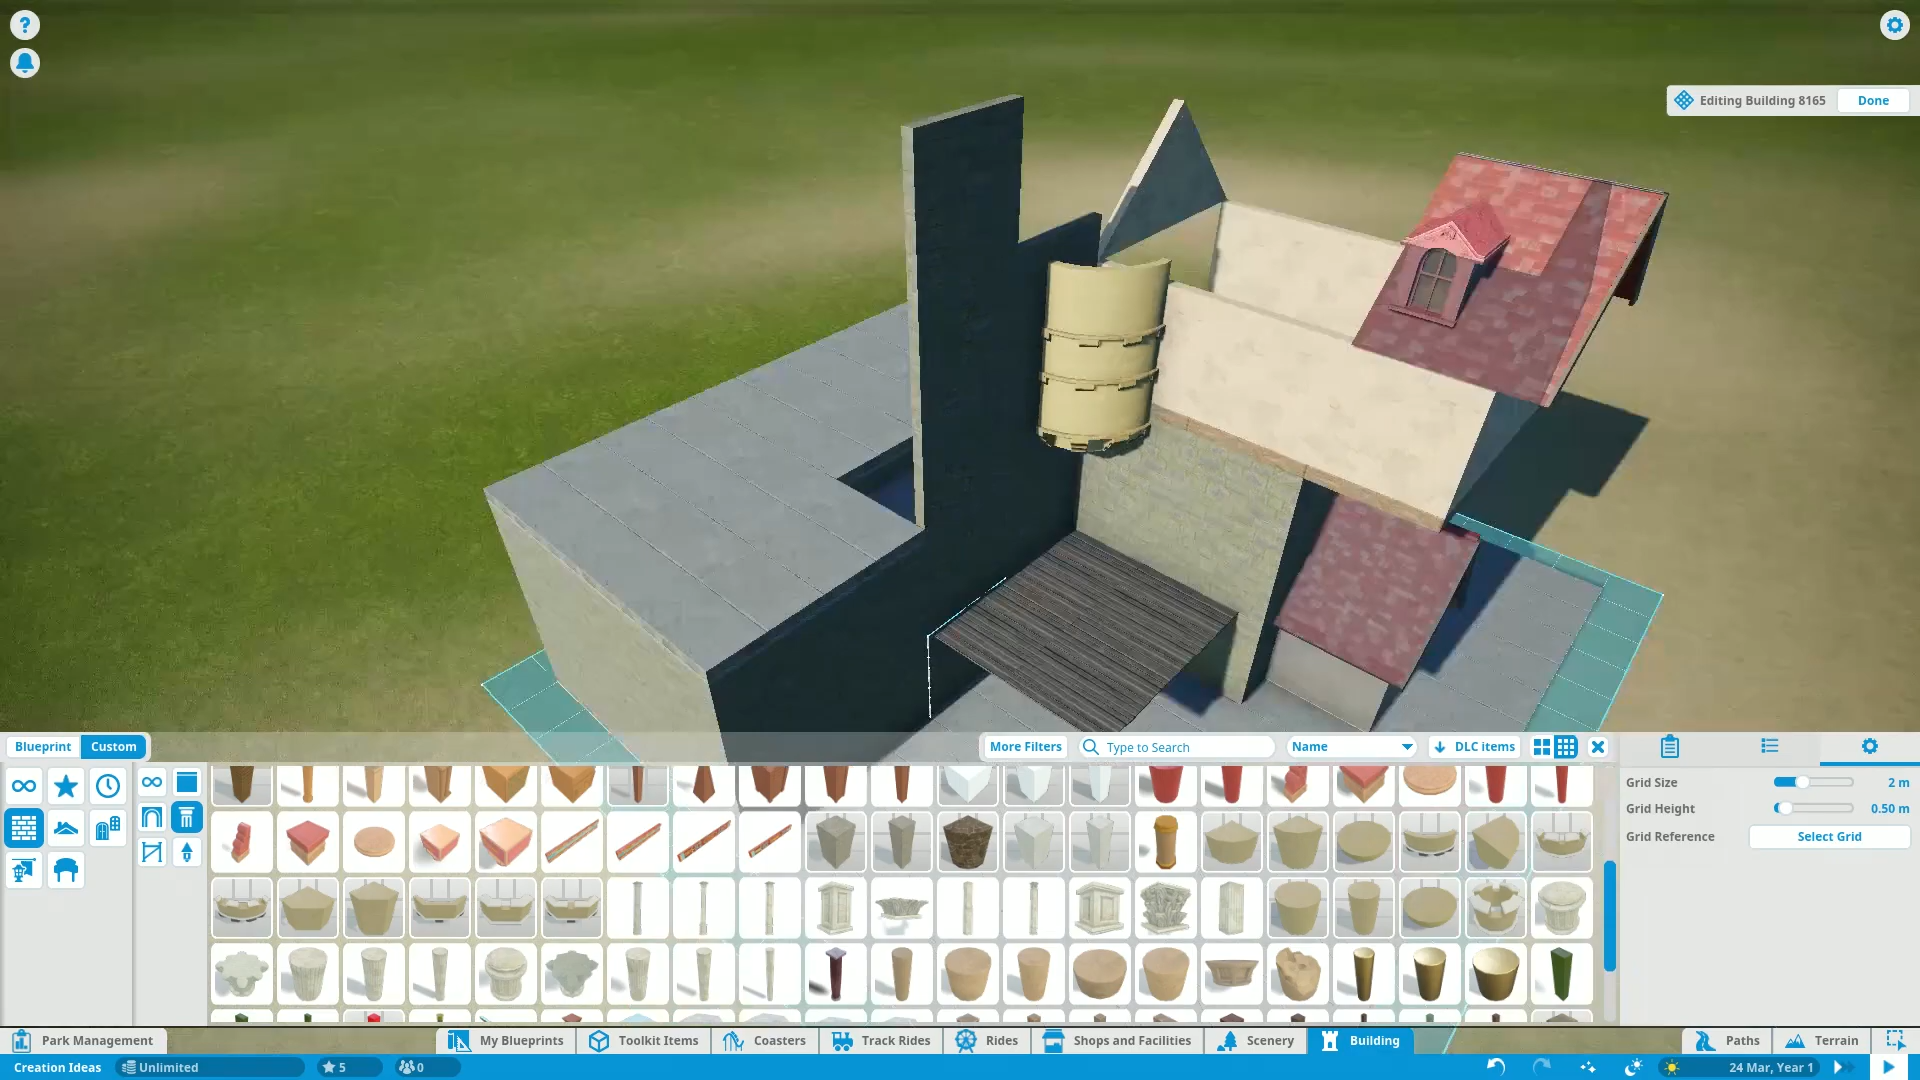 ?
Editing Building 8165 Done
Blueprint Custom More Filters Type to Search Name DLC items
Grid Size 2 m
Grid Height 0.50 m
Grid Reference Select Grid
Park Management My Blueprints Toolkit Items Coasters Track Rides Rides Shops and Facilities Scenery Building Paths Terrain
Creation Ideas Unlimited 5 0 24 Mar, Year 1